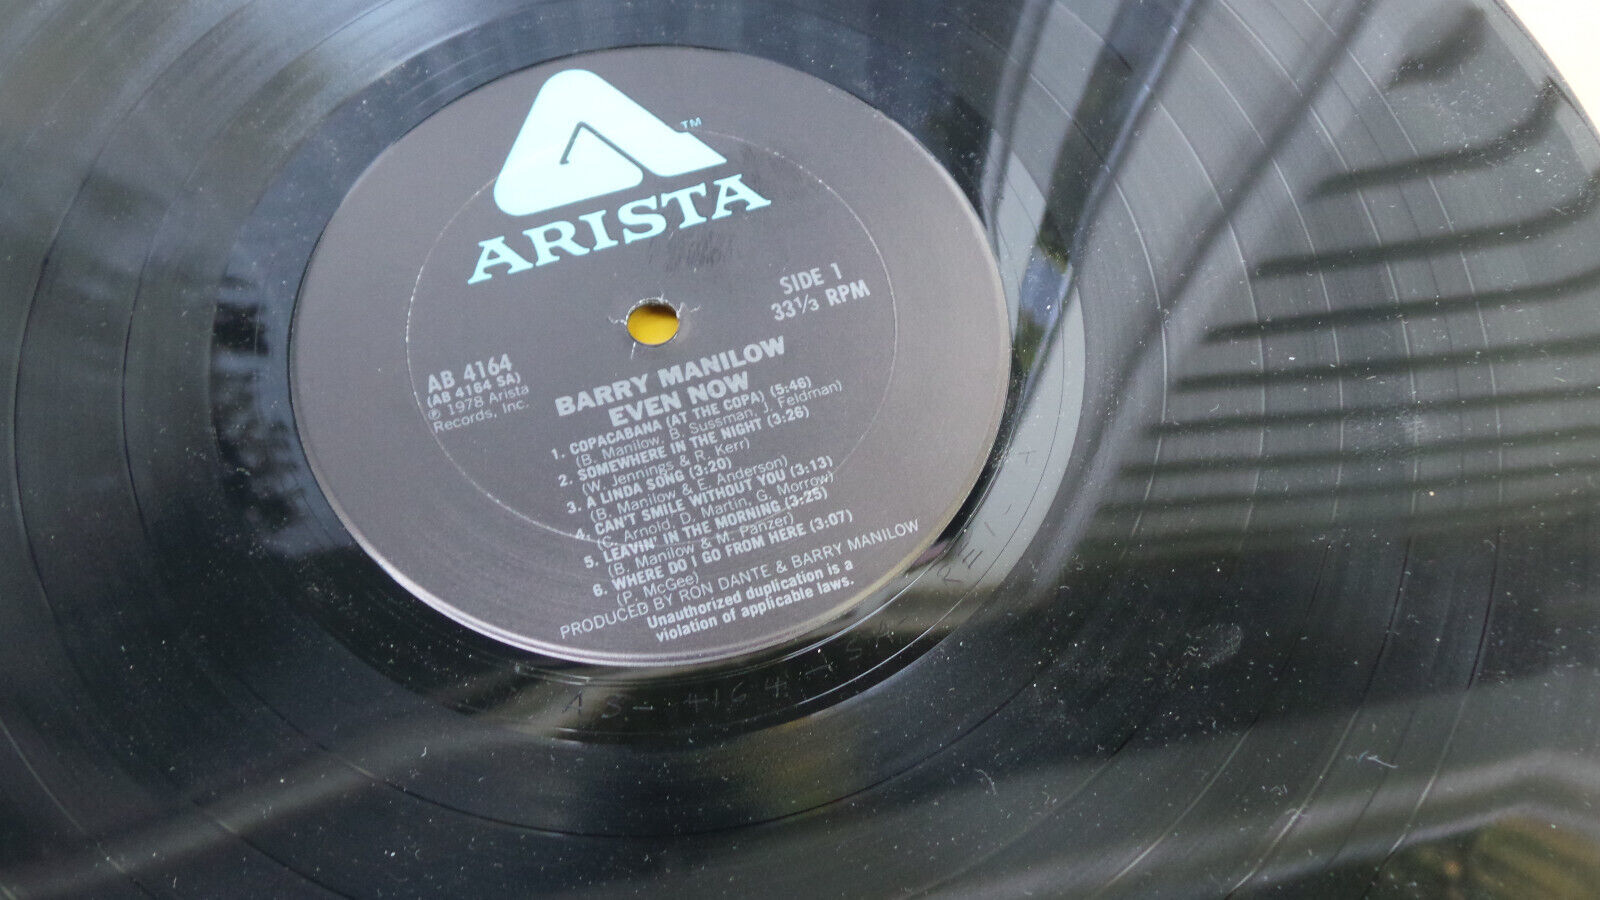 ARISTA™
SIDE 1
33⅓ RPM
AB 4164
(AB 4164 SA)
℗ 1978 Arista
Records, Inc.
BARRY MANILOW
EVEN NOW
1. COPACABANA (AT THE COPA) (5:46)
(B. Manilow, B. Sussman, J. Feldman)
2. SOMEWHERE IN THE NIGHT (3:26)
(W. Jennings & R. Kerr)
3. A LINDA SONG (3:20)
(B. Manilow & E. Anderson)
4. CAN'T SMILE WITHOUT YOU (3:13)
(C. Arnold, D. Martin, G. Morrow)
5. LEAVIN' IN THE MORNING (3:25)
(B. Manilow & M. Panzer)
6. WHERE DO I GO FROM HERE (3:07)
(P. McGee)
PRODUCED BY RON DANTE & BARRY MANILOW
Unauthorized duplication is a
violation of applicable laws.
AS-4164-